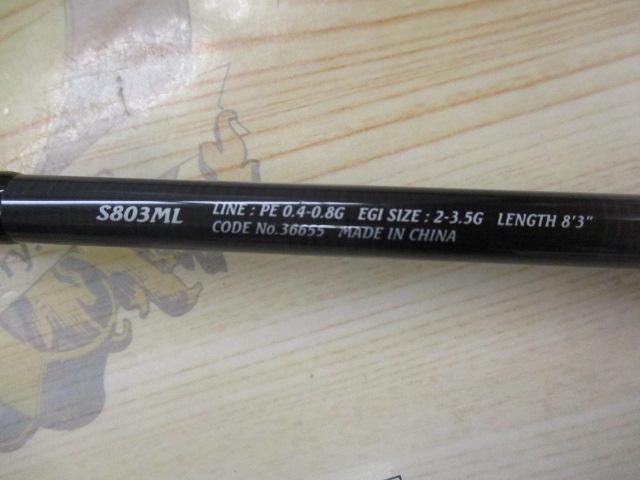 S803ML LINE : PE 0.4-0.8G EGI SIZE : 2-3.5G LENGTH 8'3"
CODE No.36655 MADE IN CHINA